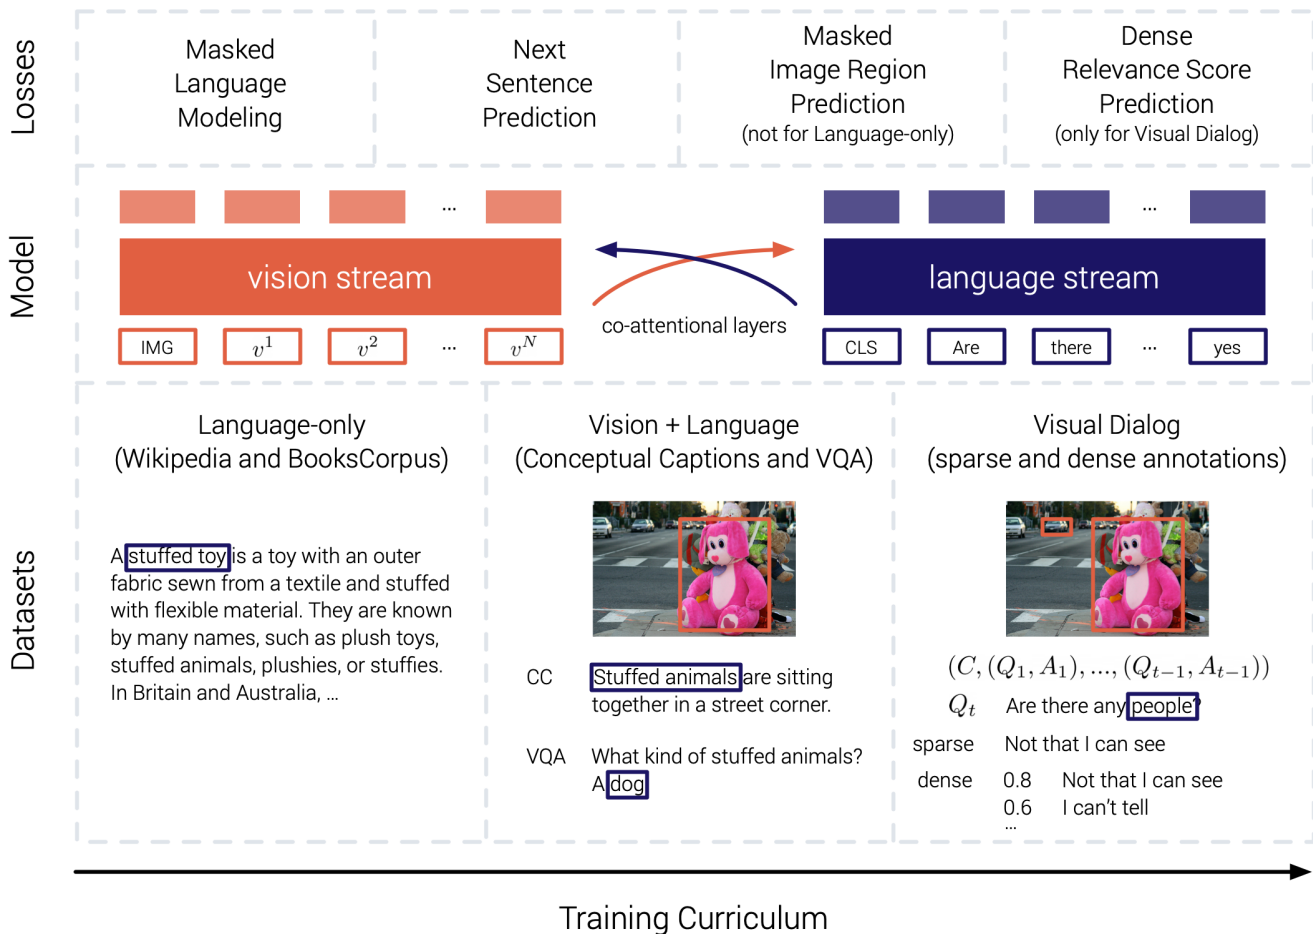 Losses
Masked
Language
Modeling
Next
Sentence
Prediction
Masked
Image Region
Prediction
(not for Language-only)
Dense
Relevance Score
Prediction
(only for Visual Dialog)
Model
...
vision stream
IMG v^1 v^2 ... v^N
co-attentional layers
...
language stream
CLS Are there ... yes
Datasets
Language-only
(Wikipedia and BooksCorpus)
A stuffed toy is a toy with an outer
fabric sewn from a textile and stuffed
with flexible material. They are known
by many names, such as plush toys,
stuffed animals, plushies, or stuffies.
In Britain and Australia, ...
Vision + Language
(Conceptual Captions and VQA)
CC Stuffed animals are sitting
together in a street corner.
VQA What kind of stuffed animals?
A dog
Visual Dialog
(sparse and dense annotations)
(C, (Q_1, A_1), ..., (Q_{t-1}, A_{t-1}))
Q_t Are there any people?
sparse Not that I can see
dense 0.8 Not that I can see
0.6 I can't tell
...
Training Curriculum